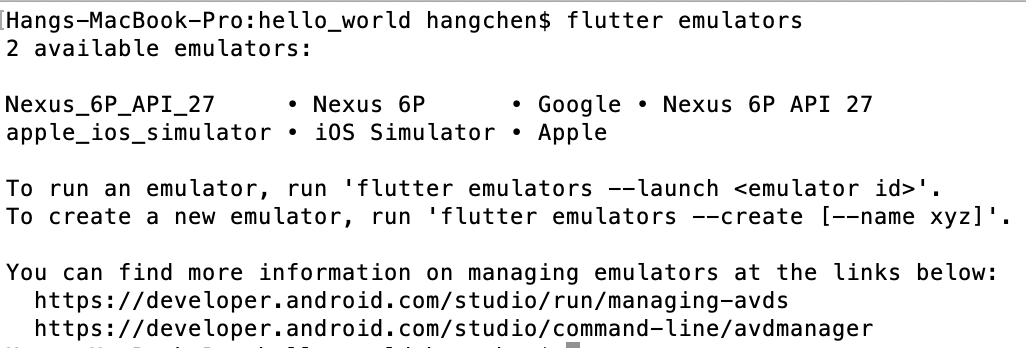 [Hangs-MacBook-Pro:hello_world hangchen$ flutter emulators
2 available emulators:
Nexus_6P_API_27 • Nexus 6P • Google • Nexus 6P API 27
apple_ios_simulator • iOS Simulator • Apple
To run an emulator, run 'flutter emulators --launch <emulator id>'.
To create a new emulator, run 'flutter emulators --create [--name xyz]'.
You can find more information on managing emulators at the links below:
https://developer.android.com/studio/run/managing-avds
https://developer.android.com/studio/command-line/avdmanager